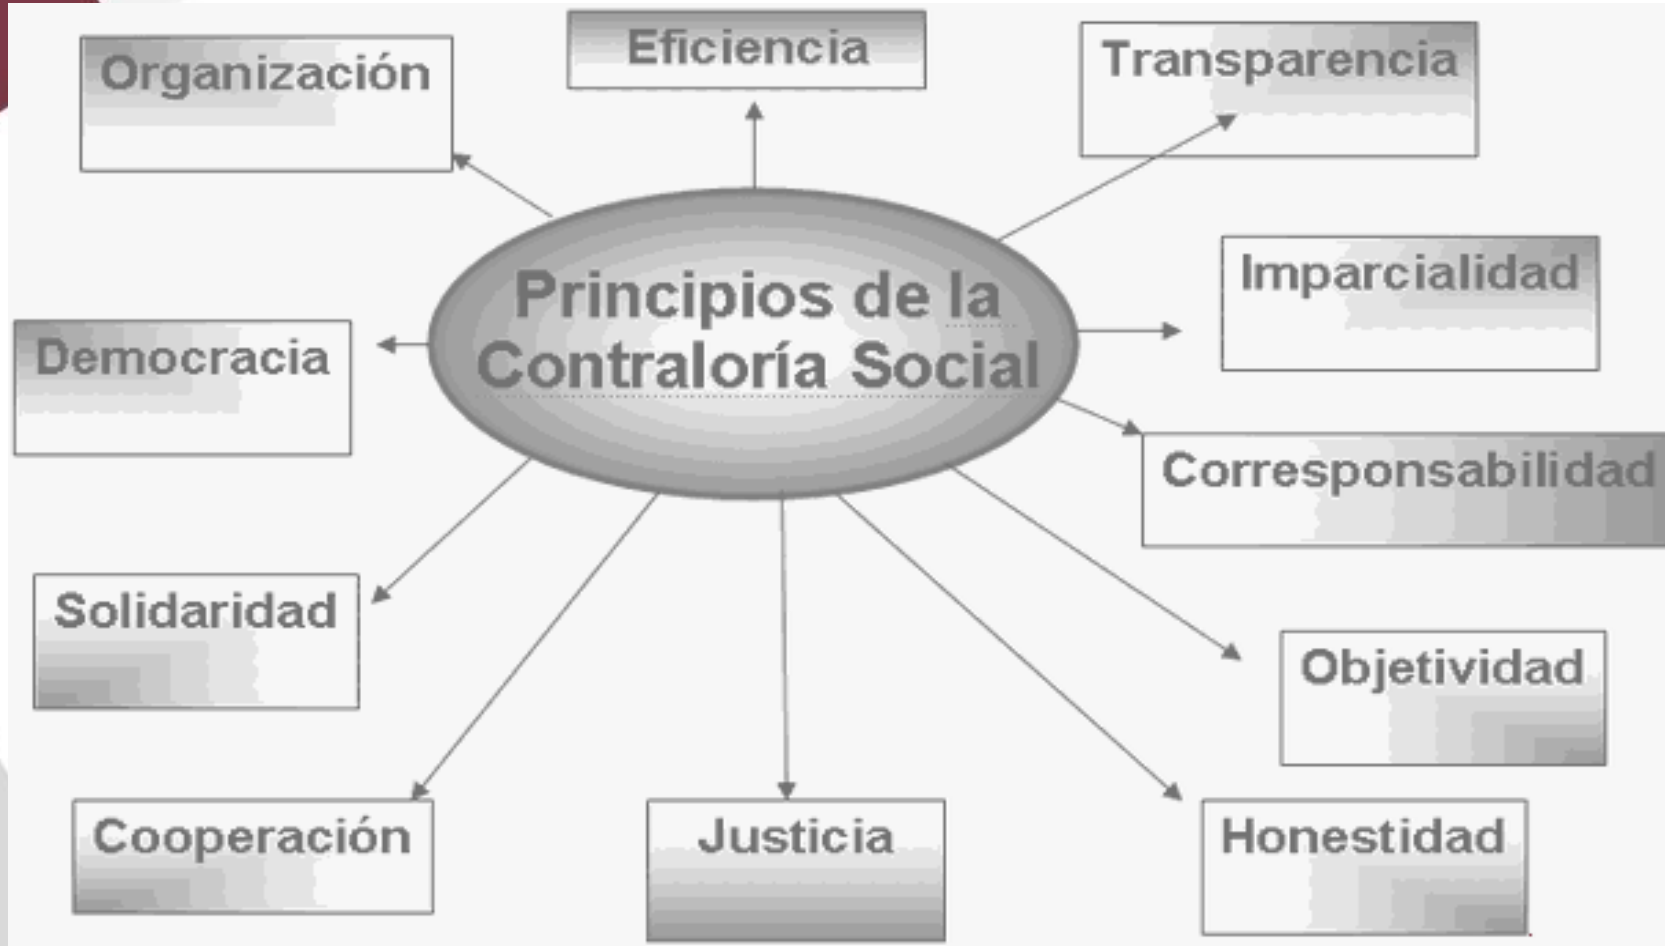 Organización
Eficiencia
Transparencia
Imparcialidad
Principios de la
Contraloría Social
Democracia
Corresponsabilidad
Solidaridad
Objetividad
Cooperación
Justicia
Honestidad